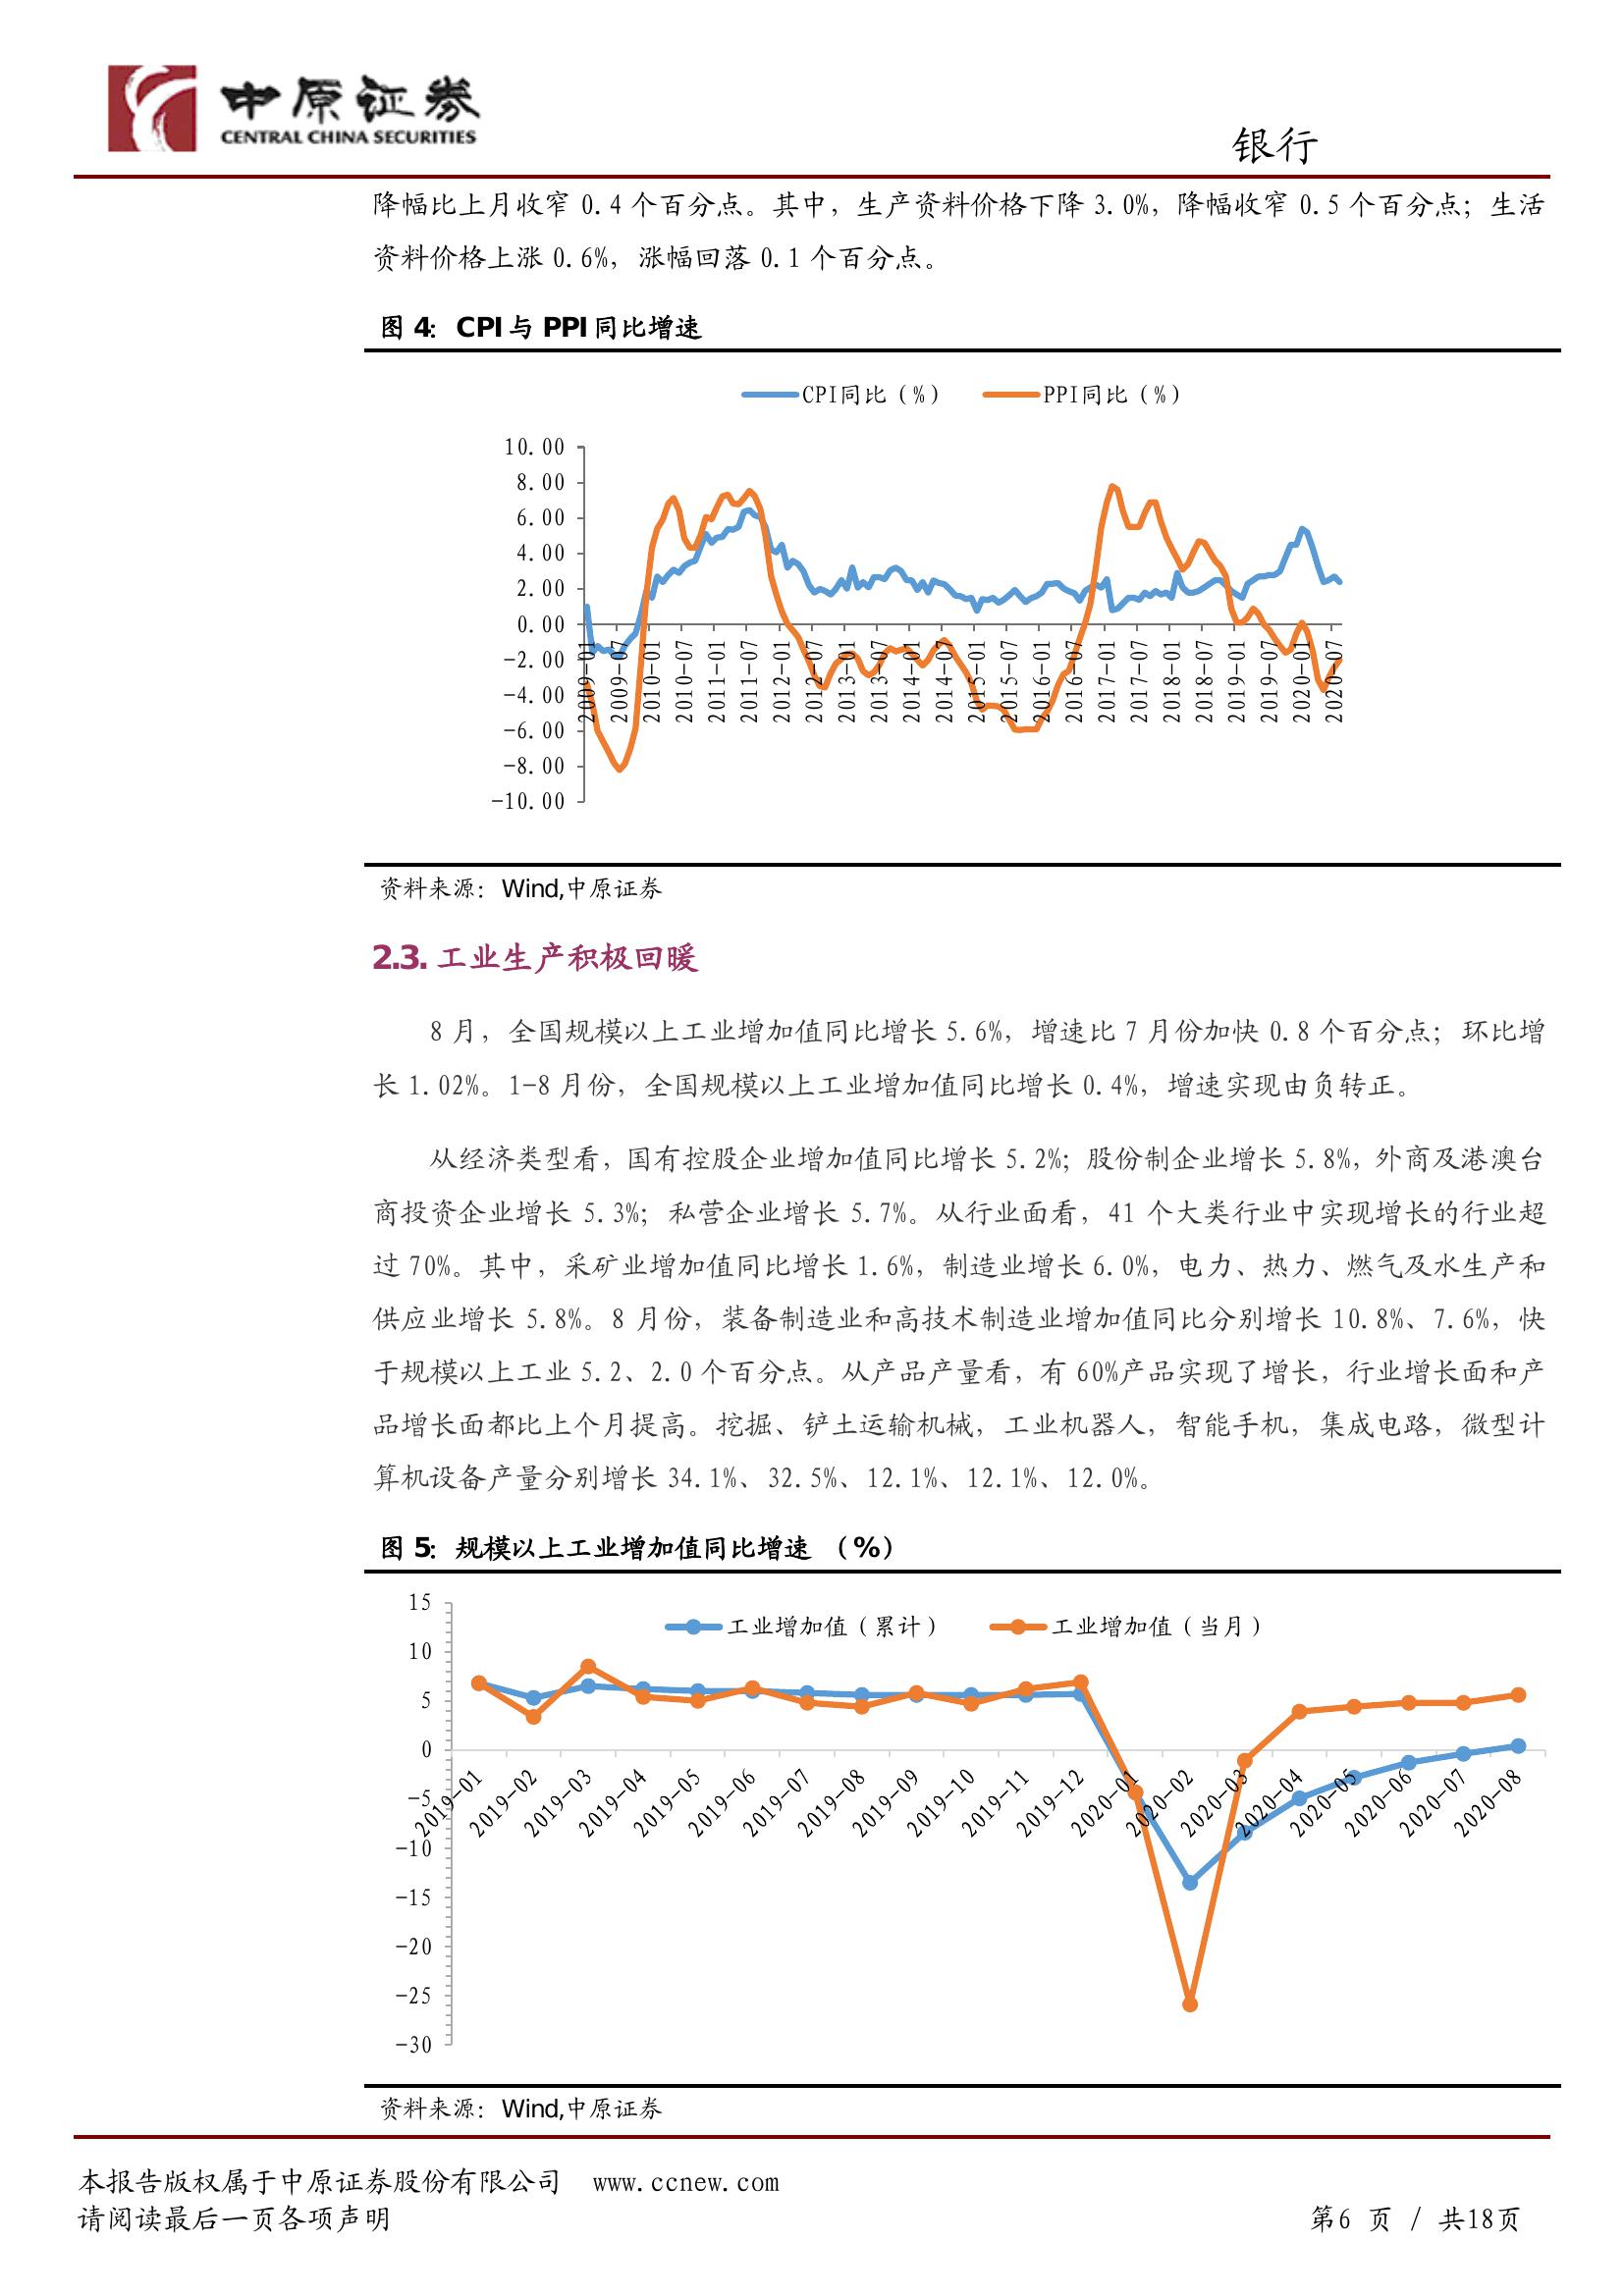 中原证券
CENTRAL CHINA SECURITIES
银行
降幅比上月收窄 0.4 个百分点。其中，生产资料价格下降 3.0%，降幅收窄 0.5 个百分点；生活
资料价格上涨 0.6%，涨幅回落 0.1 个百分点。
图 4：CPI 与 PPI 同比增速
CPI同比（%） PPI同比（%）
10.00
8.00
6.00
4.00
2.00
0.00
-2.00
-4.00
-6.00
-8.00
-10.00
2009-01 2009-07 2010-01 2010-07 2011-01 2011-07 2012-01 2012-07 2013-01 2013-07 2014-01 2014-07 2015-01 2015-07 2016-01 2016-07 2017-01 2017-07 2018-01 2018-07 2019-01 2019-07 2020-01 2020-07
资料来源：Wind,中原证券
2.3. 工业生产积极回暖
8 月，全国规模以上工业增加值同比增长 5.6%，增速比 7 月份加快 0.8 个百分点；环比增
长 1.02%。1-8 月份，全国规模以上工业增加值同比增长 0.4%，增速实现由负转正。
从经济类型看，国有控股企业增加值同比增长 5.2%；股份制企业增长 5.8%，外商及港澳台
商投资企业增长 5.3%；私营企业增长 5.7%。从行业面看，41 个大类行业中实现增长的行业超
过 70%。其中，采矿业增加值同比增长 1.6%，制造业增长 6.0%，电力、热力、燃气及水生产和
供应业增长 5.8%。8 月份，装备制造业和高技术制造业增加值同比分别增长 10.8%、7.6%，快
于规模以上工业 5.2、2.0 个百分点。从产品产量看，有 60%产品实现了增长，行业增长面和产
品增长面都比上个月提高。挖掘、铲土运输机械，工业机器人，智能手机，集成电路，微型计
算机设备产量分别增长 34.1%、32.5%、12.1%、12.1%、12.0%。
图 5：规模以上工业增加值同比增速 （%）
15
工业增加值（累计） 工业增加值（当月）
10
5
0
-5
-10
-15
-20
-25
-30
2019-01 2019-02 2019-03 2019-04 2019-05 2019-06 2019-07 2019-08 2019-09 2019-10 2019-11 2019-12 2020-01 2020-02 2020-03 2020-04 2020-05 2020-06 2020-07 2020-08
资料来源：Wind,中原证券
本报告版权属于中原证券股份有限公司 www.ccnew.com
请阅读最后一页各项声明
第6 页 / 共18页